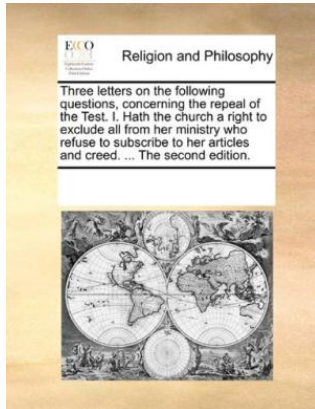 ECCO
Religion and Philosophy
Three letters on the following
questions, concerning the repeal of
the Test. I. Hath the church a right to
exclude all from her ministry who
refuse to subscribe to her articles
and creed. ... The second edition.